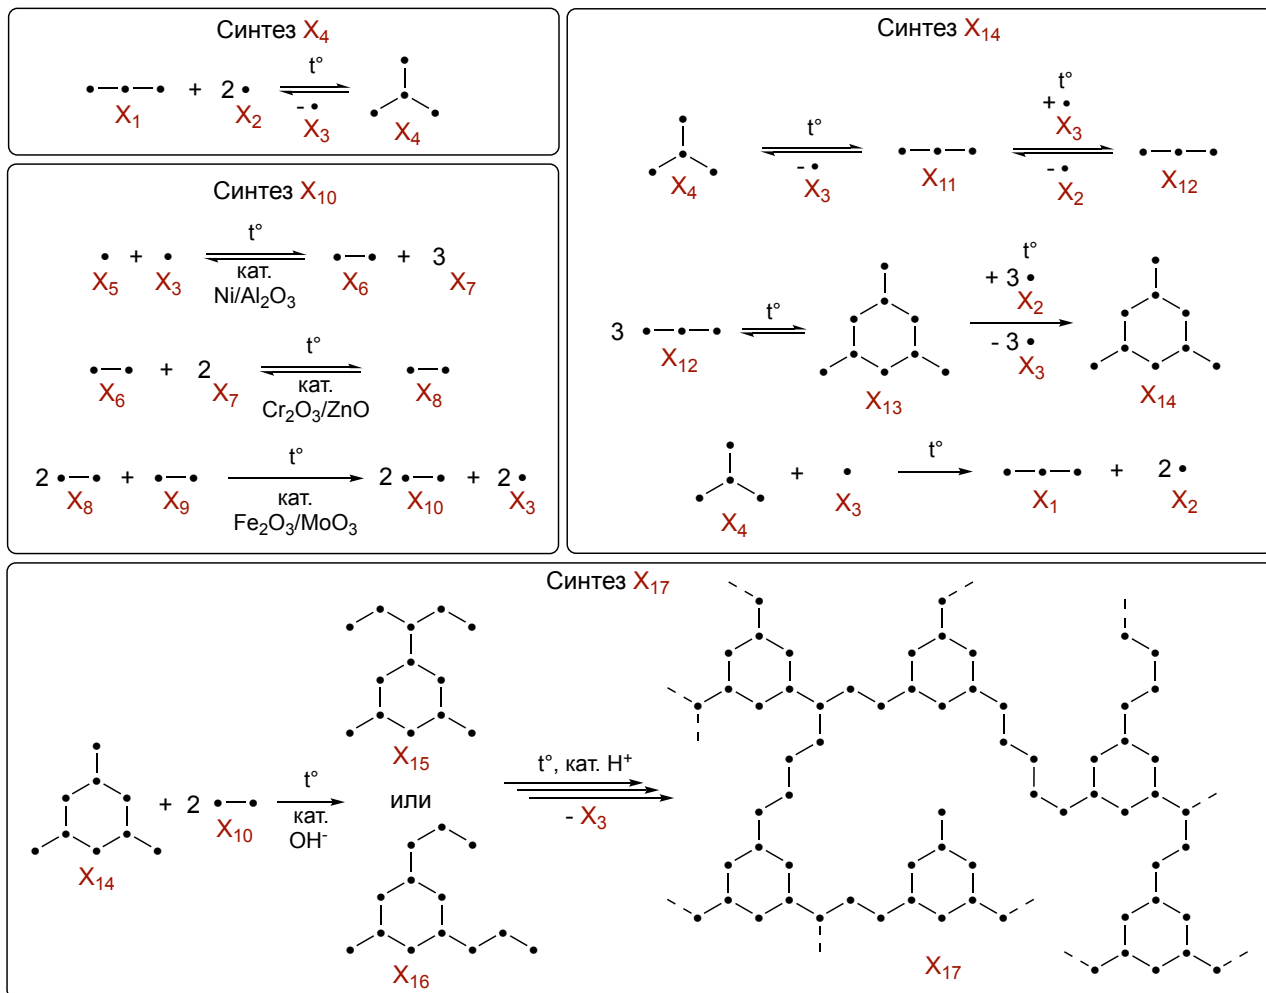 Синтез X₄
t°
+ 2
- X₃
X₁ X₂ X₄
Синтез X₁₀
t°
+ + 3
X₅ X₃ кат. X₆ X₇
Ni/Al₂O₃
t°
+ 2
X₆ X₇ кат. X₈
Cr₂O₃/ZnO
t°
2 + 2 + 2
X₈ X₉ кат. X₁₀ X₃
Fe₂O₃/MoO₃
Синтез X₁₄
t°
+
t° X₃
X₄ - X₁₁ - X₁₂
X₃ X₂
t°
+ 3
t° X₂
3 - 3
X₁₂ X₃
X₁₃ X₁₄
t°
+ + 2
X₄ X₃ X₁ X₂
Синтез X₁₇
X₁₅
t° t°, кат. H⁺
+ 2 или
X₁₀ кат. - X₃
OH⁻
X₁₄
X₁₆ X₁₇